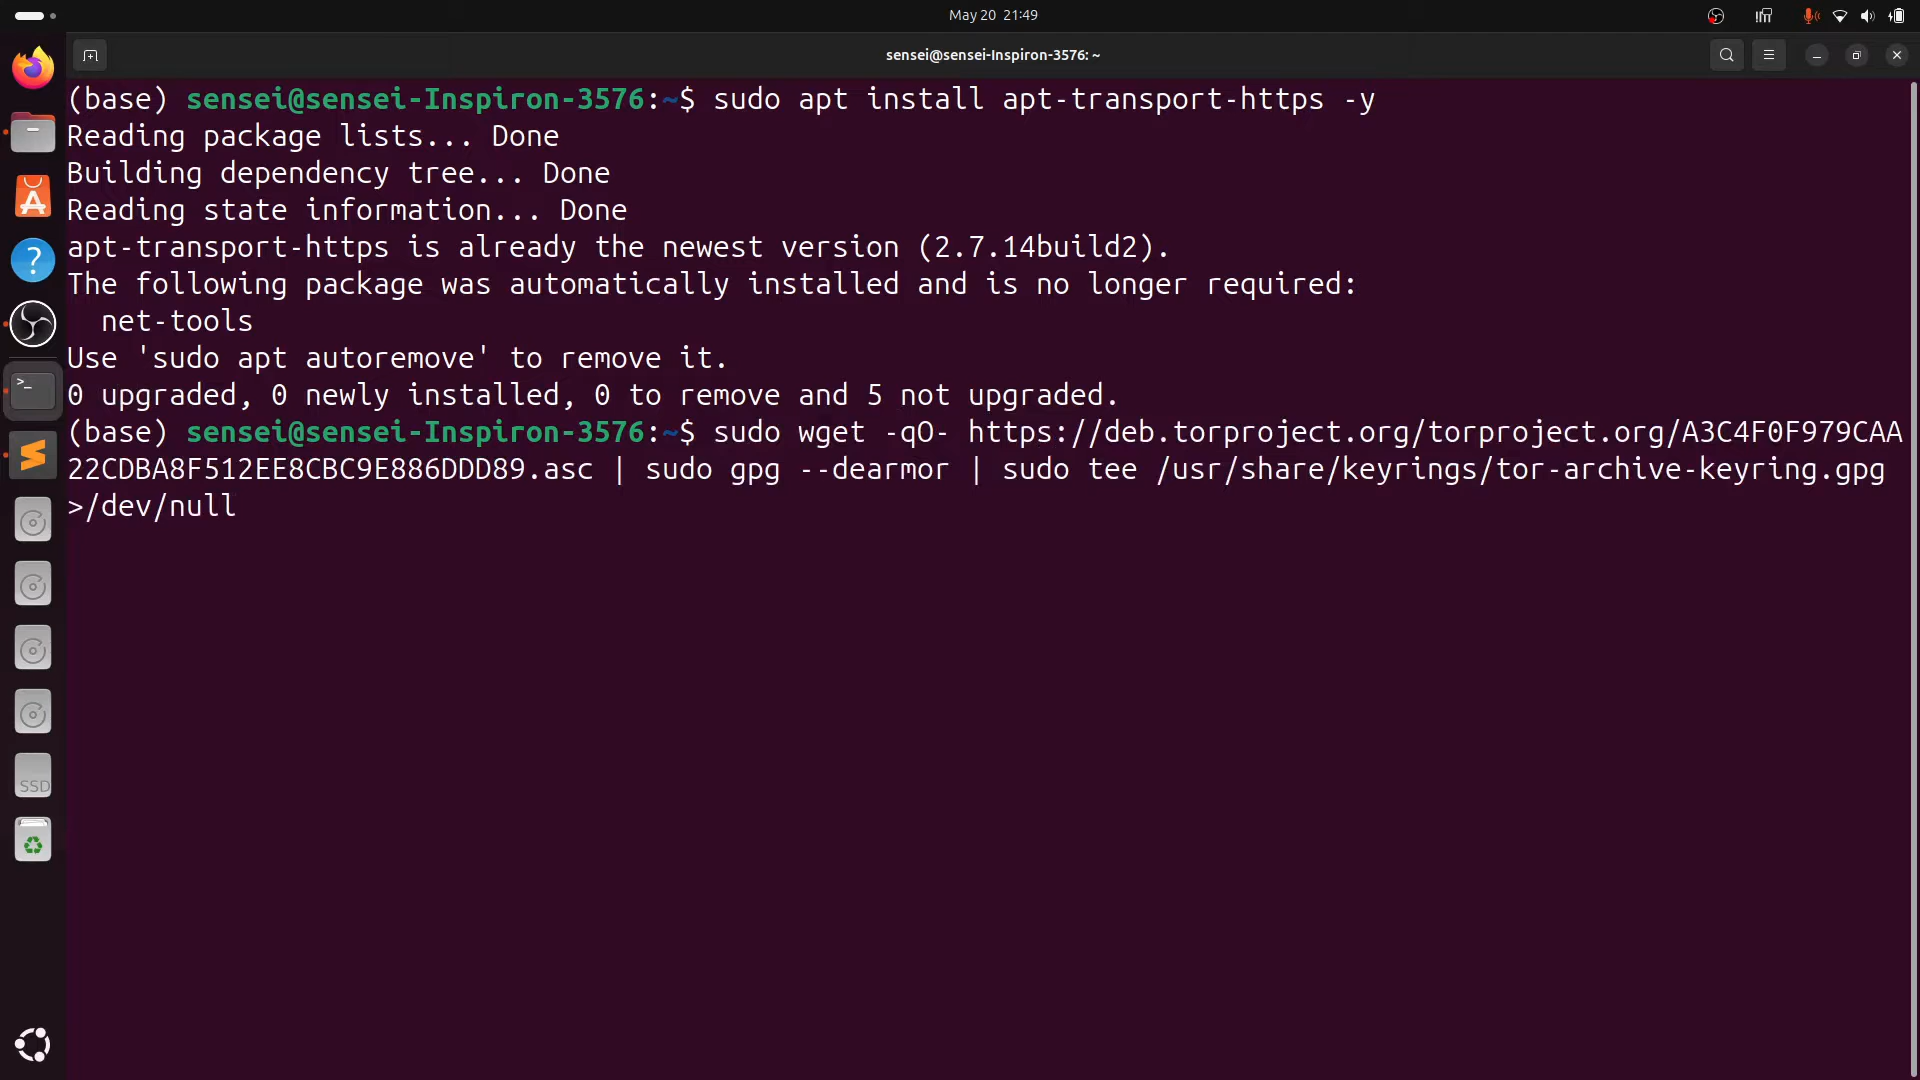 May 20 21:49
sensei@sensei-Inspiron-3576: ~
(base) sensei@sensei-Inspiron-3576:~$ sudo apt install apt-transport-https -y
Reading package lists... Done
Building dependency tree... Done
Reading state information... Done
apt-transport-https is already the newest version (2.7.14build2).
The following package was automatically installed and is no longer required:
  net-tools
Use 'sudo apt autoremove' to remove it.
0 upgraded, 0 newly installed, 0 to remove and 5 not upgraded.
(base) sensei@sensei-Inspiron-3576:~$ sudo wget -qO- https://deb.torproject.org/torproject.org/A3C4F0F979CAA
22CDBA8F512EE8CBC9E886DDD89.asc | sudo gpg --dearmor | sudo tee /usr/share/keyrings/tor-archive-keyring.gpg
>/dev/null
SSD